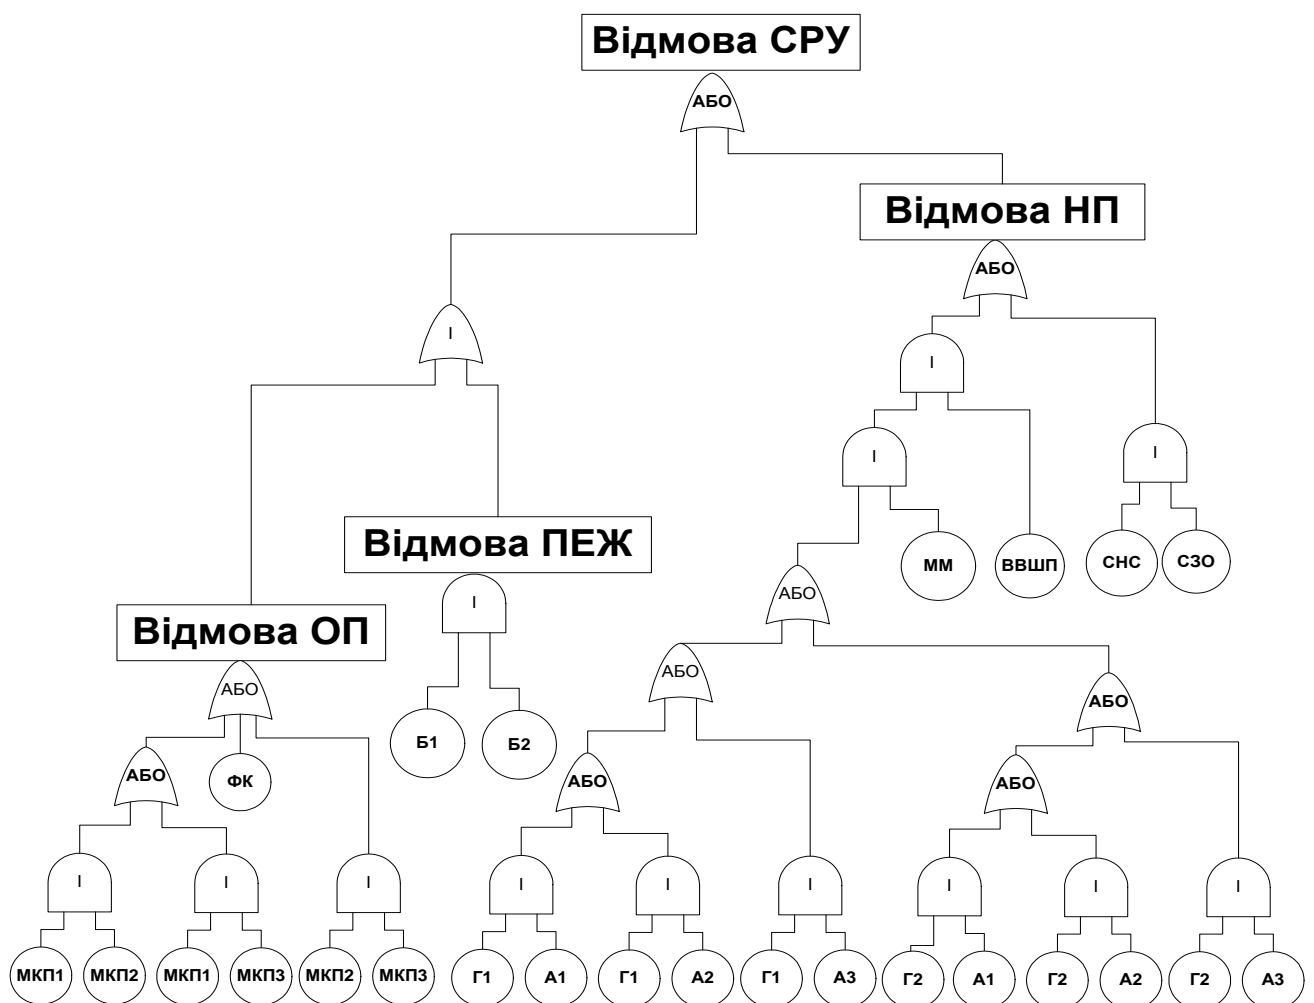 Відмова СРУ
АБО
Відмова НП
АБО
І
І
І
І
Відмова ПЕЖ
ММ
ВВШП
СНС
СЗО
І
АБО
Відмова ОП
АБО
АБО
АБО
Б1
Б2
АБО
ФК
АБО
АБО
І
І
І
І
І
І
І
І
І
МКП1
МКП2
МКП1
МКП3
МКП2
МКП3
Г1
А1
Г1
А2
Г1
А3
Г2
А1
Г2
А2
Г2
А3